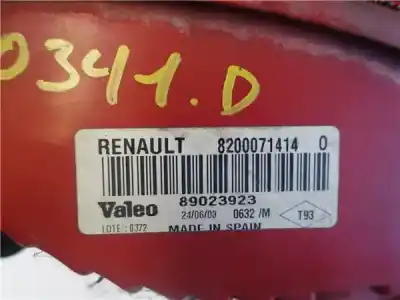 0341.D
RENAULT 8200071414 0
Valeo 89023923
24/06/03 0632 /M T93
LOTE : 0372 MADE IN SPAIN